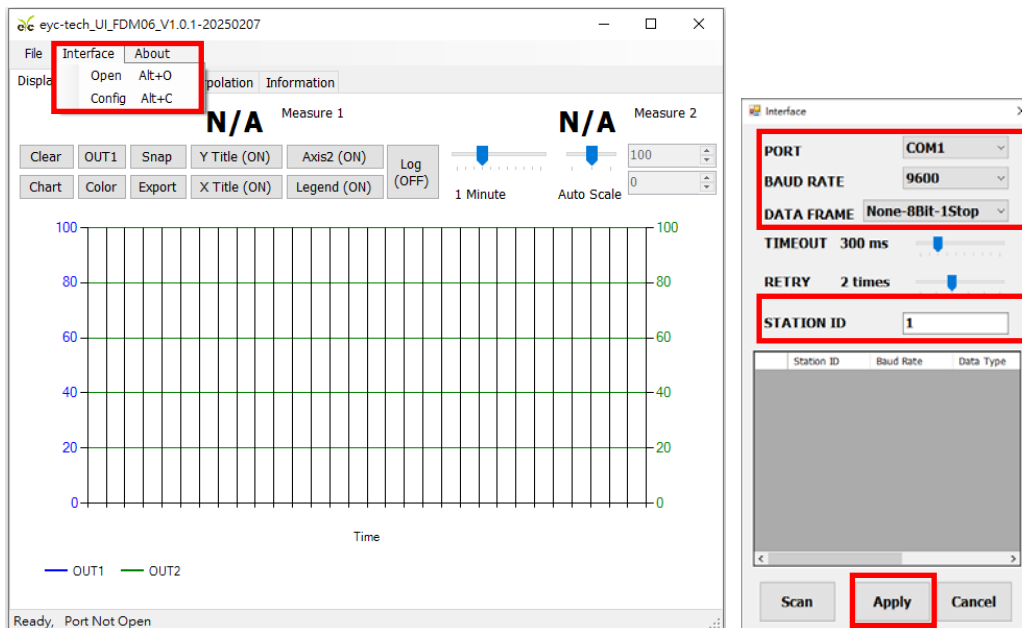 eyc-tech_UI_FDM06_V1.0.1-20250207
File Interface About
Open Alt+O
Config Alt+C
Information
N/A Measure 1
N/A Measure 2
Clear OUT1 Snap Y Title (ON) Axis2 (ON) Log (OFF) 100
Chart Color Export X Title (ON) Legend (ON) 1 Minute Auto Scale 0
100 100
80 80
60 60
40 40
20 20
0 0
Time
OUT1 OUT2
Ready, Port Not Open
Interface
PORT COM1
BAUD RATE 9600
DATA FRAME None-8Bit-1Stop
TIMEOUT 300 ms
RETRY 2 times
STATION ID 1
Station ID Baud Rate Data Type
Scan Apply Cancel